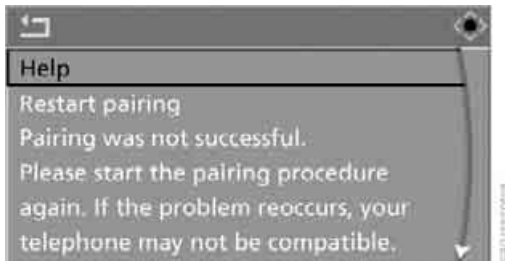 Help
Restart pairing
Pairing was not successful.
Please start the pairing procedure
again. If the problem reoccurs, your
telephone may not be compatible.